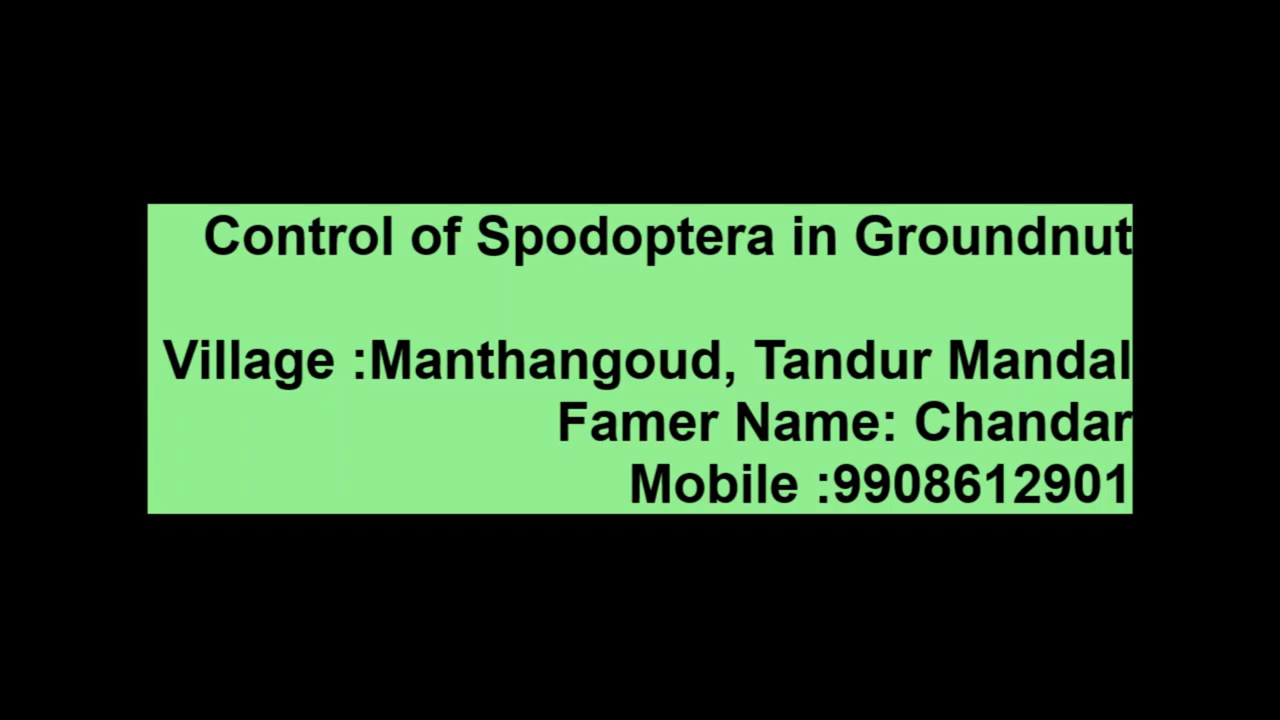 Control of Spodoptera in Groundnut
Village :Manthangoud, Tandur Mandal
Famer Name: Chandar
Mobile :9908612901